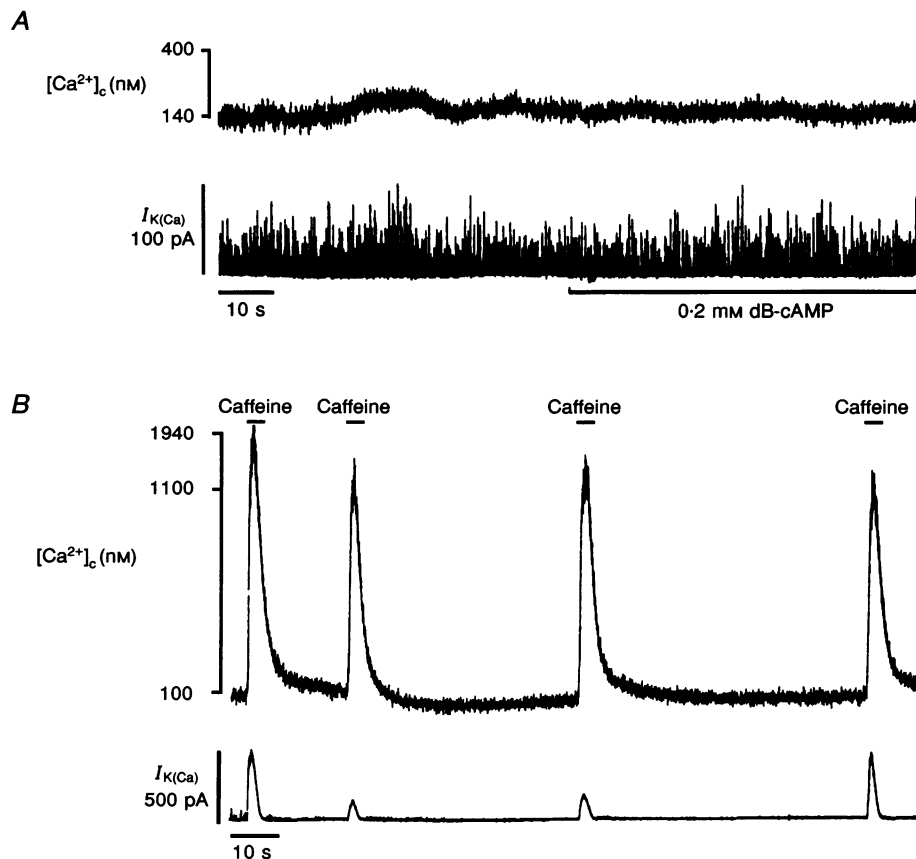 A
400
[Ca²⁺]c (nM)
140
IK(Ca)
100 pA
10 s
0·2 mM dB-cAMP
B
Caffeine Caffeine Caffeine Caffeine
1940
1100
[Ca²⁺]c (nM)
100
IK(Ca)
500 pA
10 s